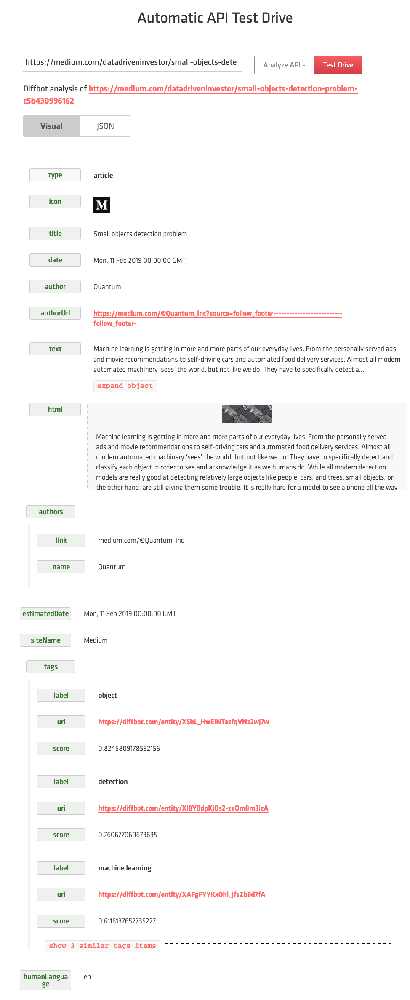 Automatic API Test Drive
https://medium.com/datadriveninvestor/small-objects-dete
Analyze API
Test Drive
Diffbot analysis of https://medium.com/datadriveninvestor/small-objects-detection-problem-
c5b430996162
Visual
JSON
type
article
icon
M
title
Small objects detection problem
date
Mon, 11 Feb 2019 00:00:00 GMT
author
Quantum
authorUrl
https://medium.com/@Quantum_inc?source=follow_footer--------------------------
follow_footer-
text
Machine learning is getting in more and more parts of our everyday lives. From the personally served ads
and movie recommendations to self-driving cars and automated food delivery services. Almost all modern
automated machinery ‘sees’ the world, but not like we do. They have to specifically detect a...
expand object
html
Machine learning is getting in more and more parts of our everyday lives. From the personally served
ads and movie recommendations to self-driving cars and automated food delivery services. Almost all
modern automated machinery ‘sees’ the world, but not like we do. They have to specifically detect and
classify each object in order to see and acknowledge it as we humans do. While all modern detection
models are really good at detecting relatively large objects like people, cars, and trees, small objects, on
the other hand, are still giving them some trouble. It is really hard for a model to see a phone all the way
authors
link
medium.com/@Quantum_inc
name
Quantum
estimatedDate
Mon, 11 Feb 2019 00:00:00 GMT
siteName
Medium
tags
label
object
uri
https://diffbot.com/entity/X5hL_HwEiNTazfqVNz2wj7w
score
0.8245809178592156
label
detection
uri
https://diffbot.com/entity/Xl8YBdpKjOs2-zaOm8m3izA
score
0.760677060673635
label
machine learning
uri
https://diffbot.com/entity/XAFgFYYKxOhi_JfsZb6d7fA
score
0.6116137652735227
show 3 similar tags items
humanLangua
ge
en